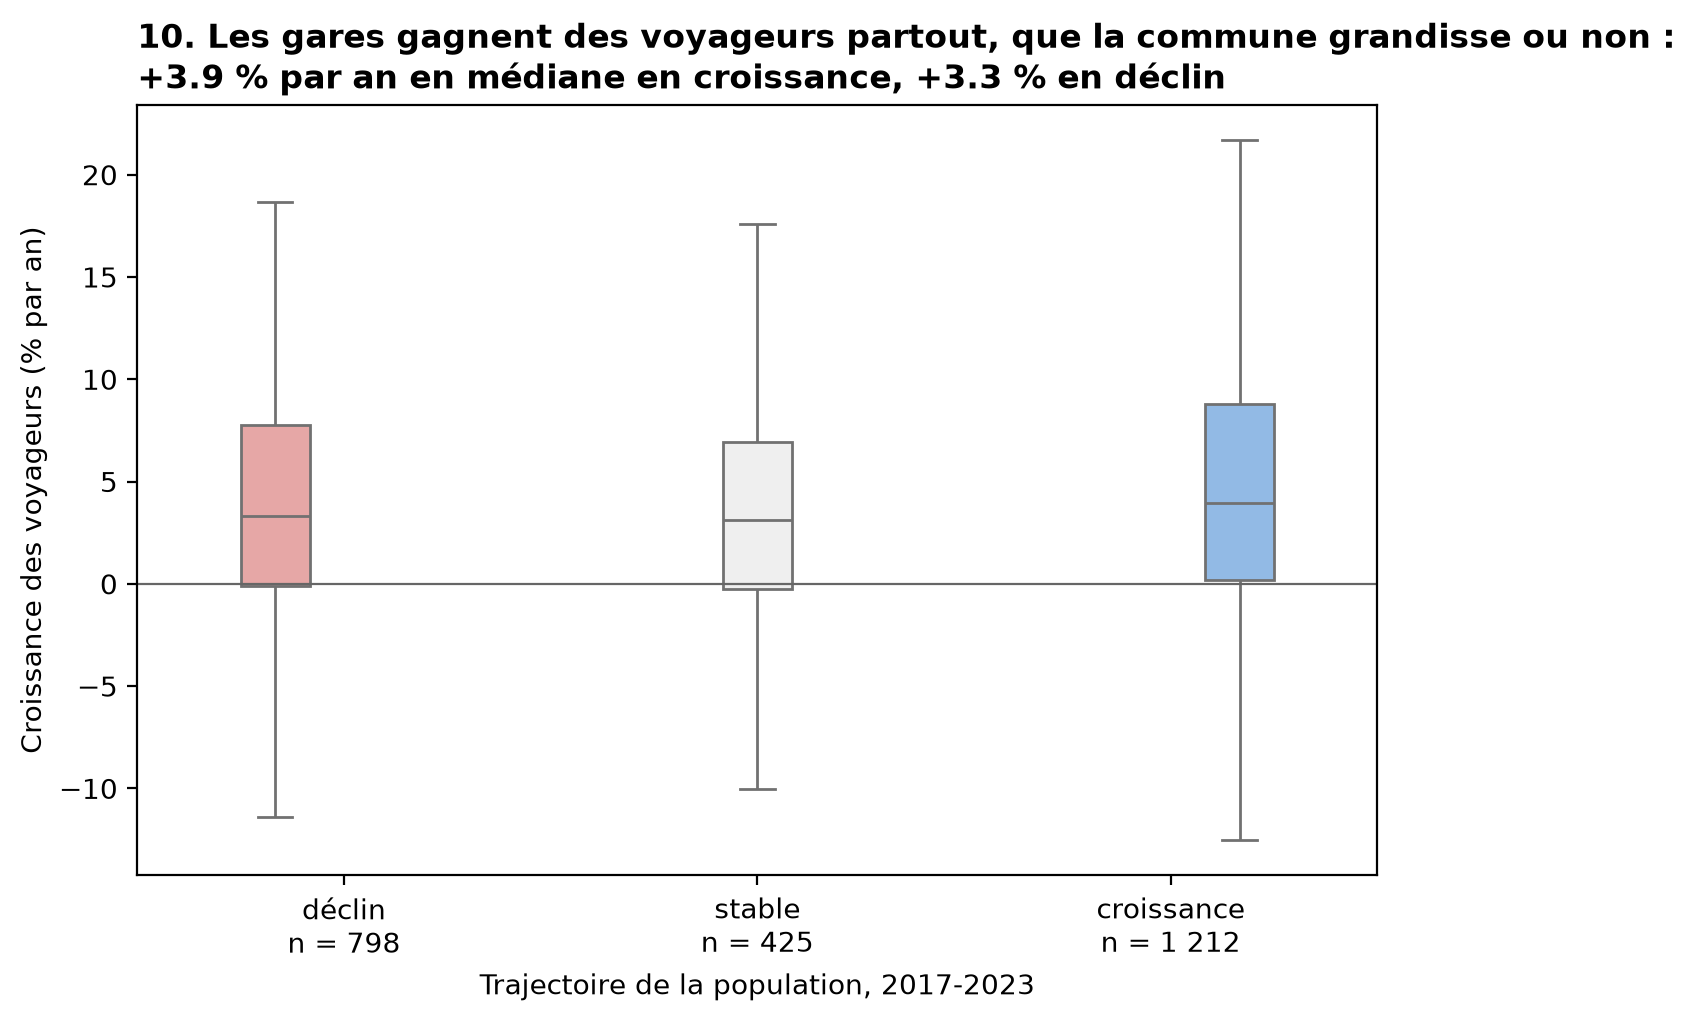 10. Les gares gagnent des voyageurs partout, que la commune grandisse ou non :
+3.9 % par an en médiane en croissance, +3.3 % en déclin
Croissance des voyageurs (% par an)
20
15
10
5
0
−5
−10
déclin
n = 798
stable
n = 425
croissance
n = 1 212
Trajectoire de la population, 2017-2023